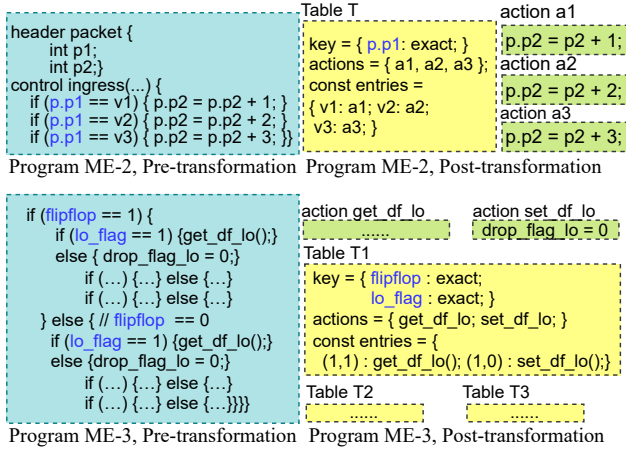 header packet {
int p1;
int p2;}
control ingress(...) {
if (p.p1 == v1) { p.p2 = p.p2 + 1; }
if (p.p1 == v2) { p.p2 = p.p2 + 2; }
if (p.p1 == v3) { p.p2 = p.p2 + 3; }}
Program ME-2, Pre-transformation
Table T
key = { p.p1: exact; }
actions = { a1, a2, a3 };
const entries =
{ v1: a1; v2: a2;
v3: a3; }
action a1
p.p2 = p2 + 1;
action a2
p.p2 = p2 + 2;
action a3
p.p2 = p2 + 3;
Program ME-2, Post-transformation
if (flipflop == 1) {
if (lo_flag == 1) {get_df_lo();}
else { drop_flag_lo = 0;}
if (...) {...} else {...}
if (...) {...} else {...}
} else { // flipflop == 0
if (lo_flag == 1) {get_df_lo();}
else {drop_flag_lo = 0;}
if (...) {...} else {...}
if (...) {...} else {...}}}}
Program ME-3, Pre-transformation
action get_df_lo
......
action set_df_lo
drop_flag_lo = 0
Table T1
key = { flipflop : exact;
lo_flag : exact; }
actions = { get_df_lo; set_df_lo; }
const entries = {
(1,1) : get_df_lo(); (1,0) : set_df_lo();}
Table T2
......
Table T3
......
Program ME-3, Post-transformation